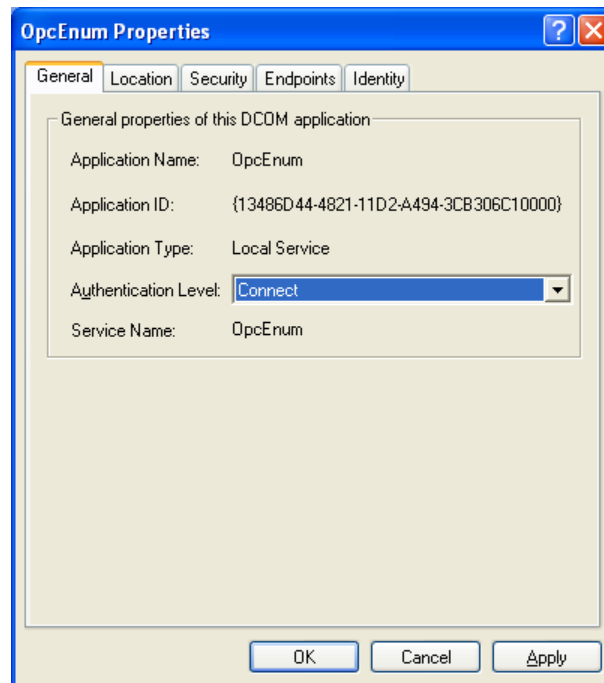 OpcEnum Properties
General Location Security Endpoints Identity
General properties of this DCOM application
Application Name: OpcEnum
Application ID: {13486D44-4821-11D2-A494-3CB306C10000}
Application Type: Local Service
Authentication Level: Connect
Service Name: OpcEnum
OK Cancel Apply